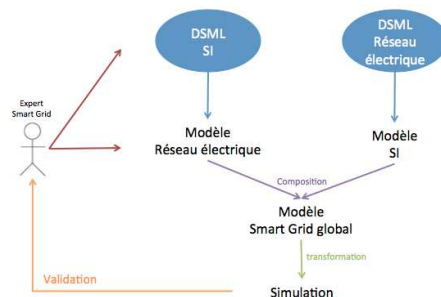 DSML
SI
DSML
Réseau
électrique
Expert
Smart Grid
Modèle
Réseau électrique
Modèle
SI
Composition
Modèle
Smart Grid global
transformation
Validation
Simulation